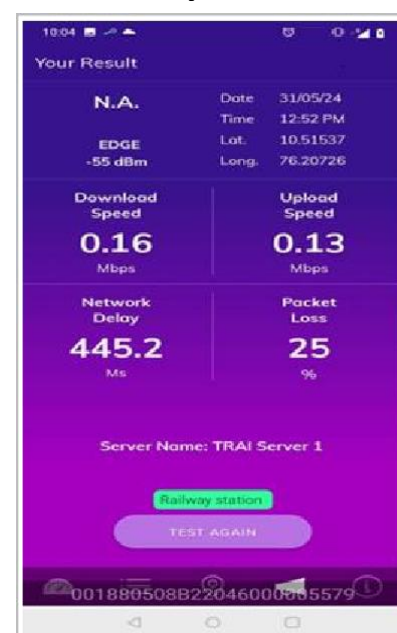 10:04
Your Result
N.A.
EDGE
-55 dBm
Date 31/05/24
Time 12:52 PM
Lat. 10.51537
Long. 76.20726
Download Speed
0.16
Mbps
Upload Speed
0.13
Mbps
Network Delay
445.2
Ms
Packet Loss
25
%
Server Name: TRAI Server 1
Railway station
TEST AGAIN